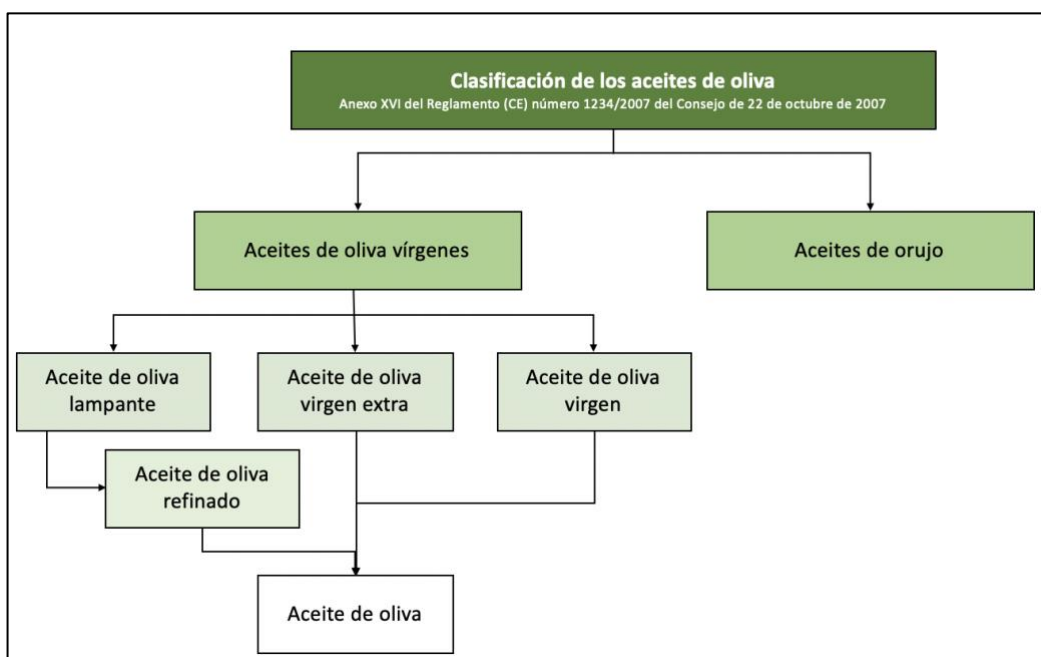 Clasificación de los aceites de oliva
Anexo XVI del Reglamento (CE) número 1234/2007 del Consejo de 22 de octubre de 2007
Aceites de oliva vírgenes
Aceites de orujo
Aceite de oliva
lampante
Aceite de oliva
virgen extra
Aceite de oliva
virgen
Aceite de oliva
refinado
Aceite de oliva